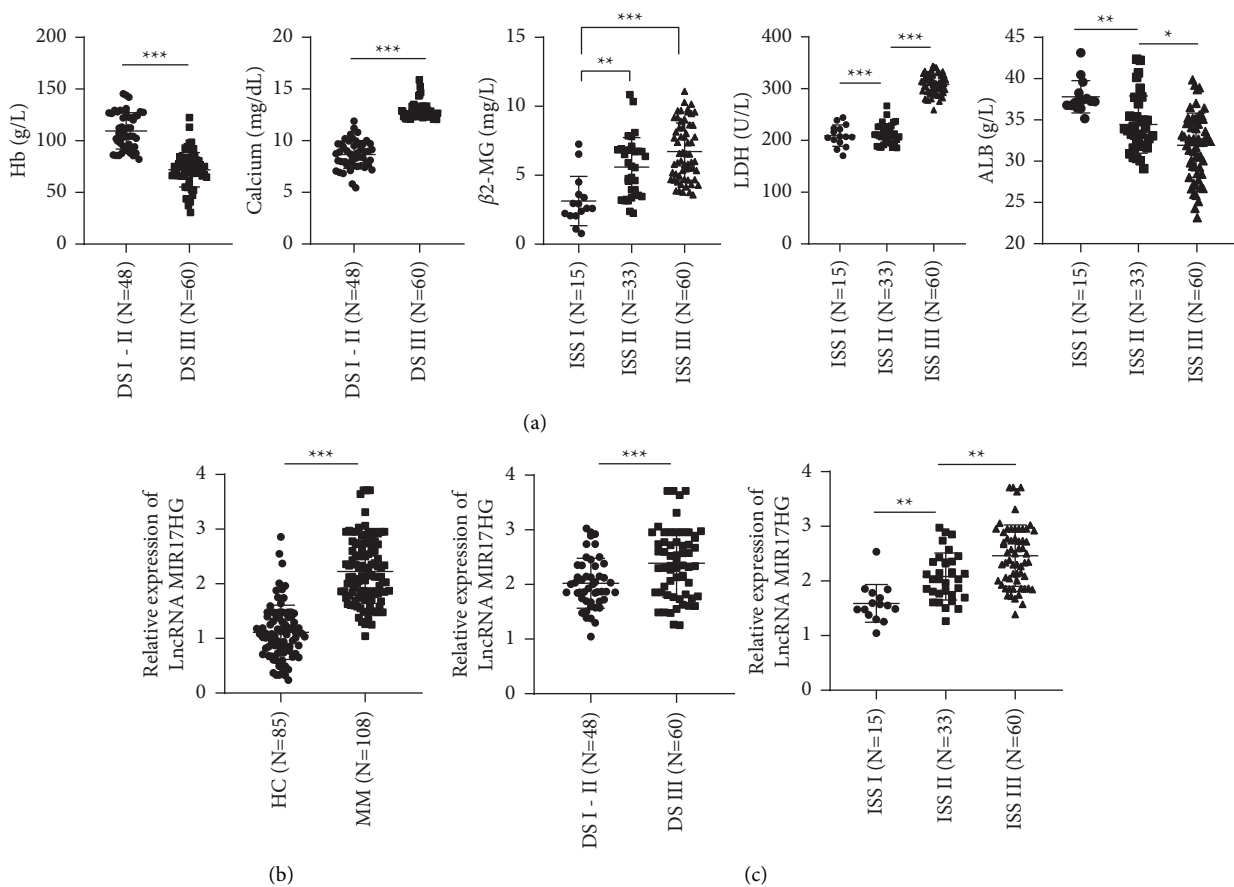 Hb (g/L)
200
150
100
50
0
***
DS I - II (N=48)
DS III (N=60)
Calcium (mg/dL)
20
15
10
5
0
***
DS I - II (N=48)
DS III (N=60)
β2-MG (mg/L)
15
10
5
0
***
**
ISS I (N=15)
ISS II (N=33)
ISS III (N=60)
LDH (U/L)
400
300
200
100
0
***
***
ISS I (N=15)
ISS II (N=33)
ISS III (N=60)
ALB (g/L)
45
40
35
30
25
20
**
*
ISS I (N=15)
ISS II (N=33)
ISS III (N=60)
(a)
Relative expression of
LncRNA MIR17HG
4
3
2
1
0
***
HC (N=85)
MM (N=108)
(b)
Relative expression of
LncRNA MIR17HG
4
3
2
1
0
***
DS I - II (N=48)
DS III (N=60)
Relative expression of
LncRNA MIR17HG
4
3
2
1
0
**
**
ISS I (N=15)
ISS II (N=33)
ISS III (N=60)
(c)